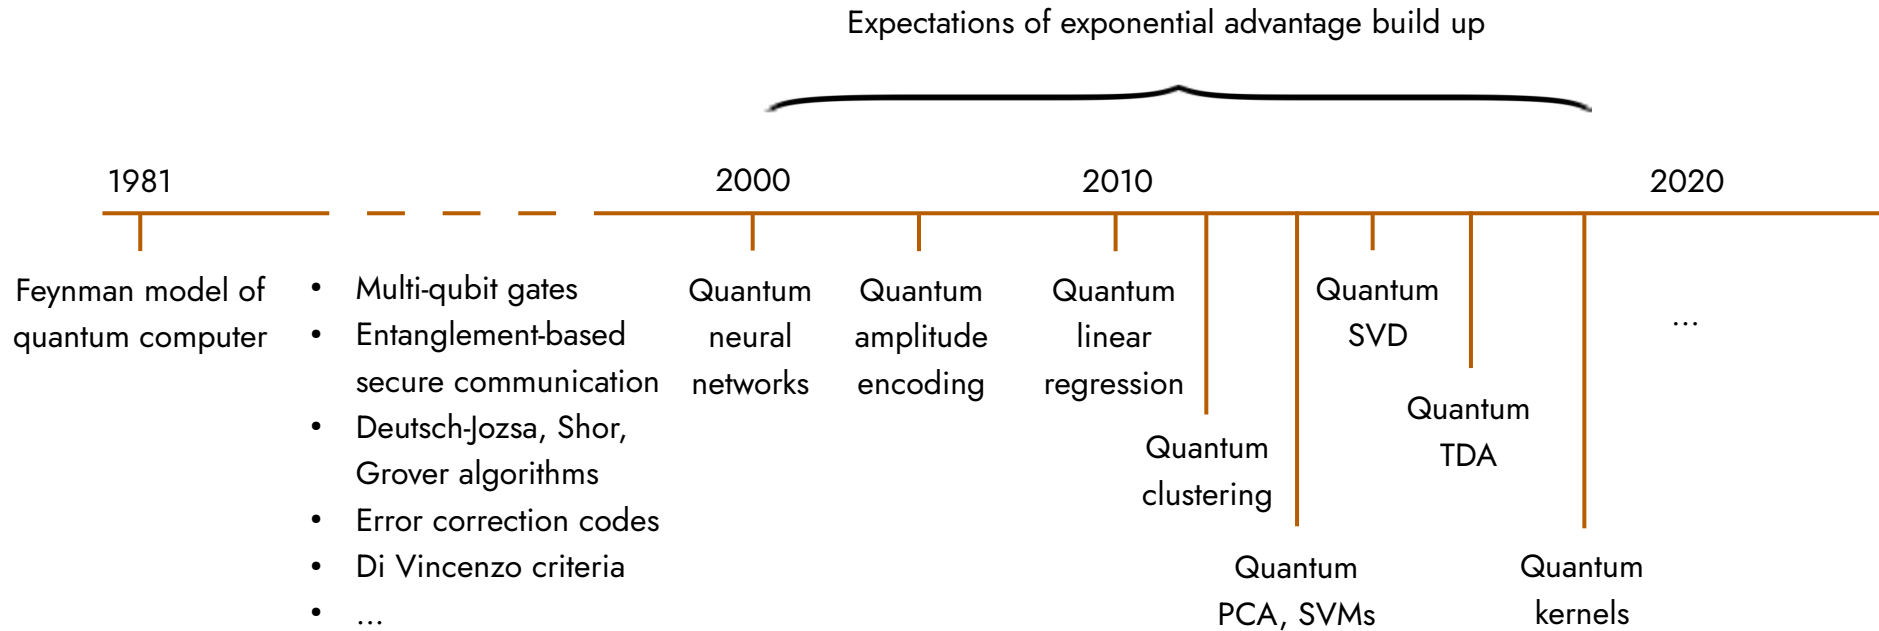 Expectations of exponential advantage build up
1981
2000
2010
2020
Feynman model of
quantum computer
• Multi-qubit gates
• Entanglement-based
secure communication
• Deutsch-Jozsa, Shor,
Grover algorithms
• Error correction codes
• Di Vincenzo criteria
• ...
Quantum
neural
networks
Quantum
amplitude
encoding
Quantum
linear
regression
Quantum
clustering
Quantum
PCA, SVMs
Quantum
SVD
Quantum
TDA
Quantum
kernels
...